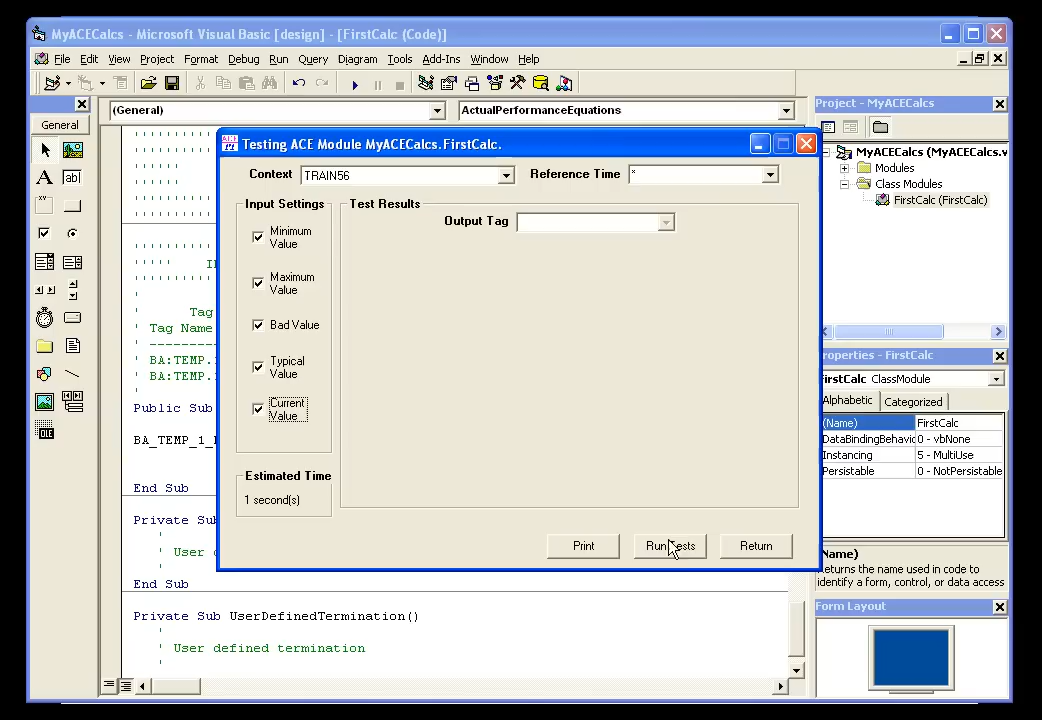 MyACECalcs - Microsoft Visual Basic [design] - [FirstCalc (Code)]
File Edit View Project Format Debug Run Query Diagram Tools Add-Ins Window Help
General
(General)
ActualPerformanceEquations
Project - MyACECalcs
Testing ACE Module MyACECalcs.FirstCalc.
MyACECalcs (MyACECalcs.v
Modules
Class Modules
FirstCalc (FirstCalc)
Context TRAIN56
Reference Time *
Input Settings
Minimum
Value
Maximum
Value
Bad Value
Typical
Value
Current
Value
Estimated Time
1 second(s)
Test Results
Output Tag
Print
Run Tests
Return
' Tag
' Tag Name
' ----------
' BA:TEMP.1
' BA:TEMP.1
Public Sub
BA_TEMP_1_
End Sub
Private Sub
' User d
End Sub
Private Sub UserDefinedTermination()
'
' User defined termination
'
roperties - FirstCalc
FirstCalc ClassModule
Alphabetic
Categorized
(Name) FirstCalc
DataBindingBehavic 0 - vbNone
Instancing 5 - MultiUse
Persistable 0 - NotPersistable
(Name)
Returns the name used in code to
identify a form, control, or data access
Form Layout